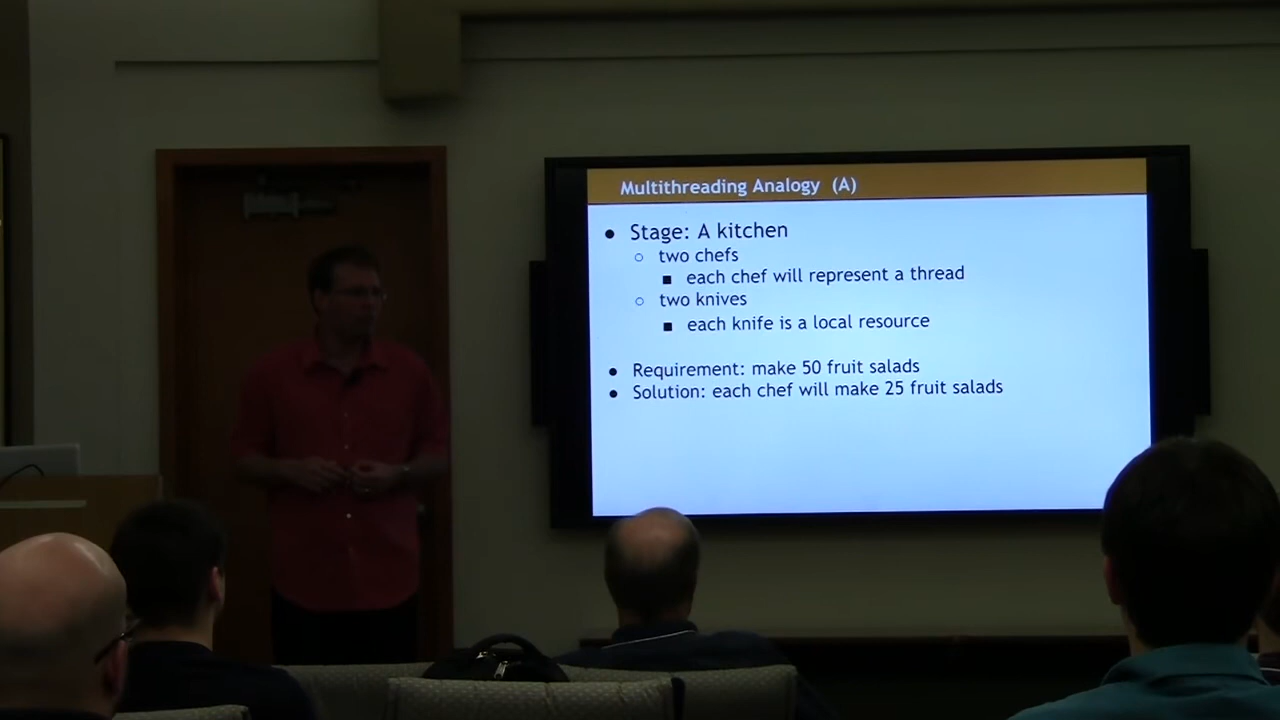 Multithreading Analogy (A)
● Stage: A kitchen
○ two chefs
■ each chef will represent a thread
○ two knives
■ each knife is a local resource
● Requirement: make 50 fruit salads
● Solution: each chef will make 25 fruit salads